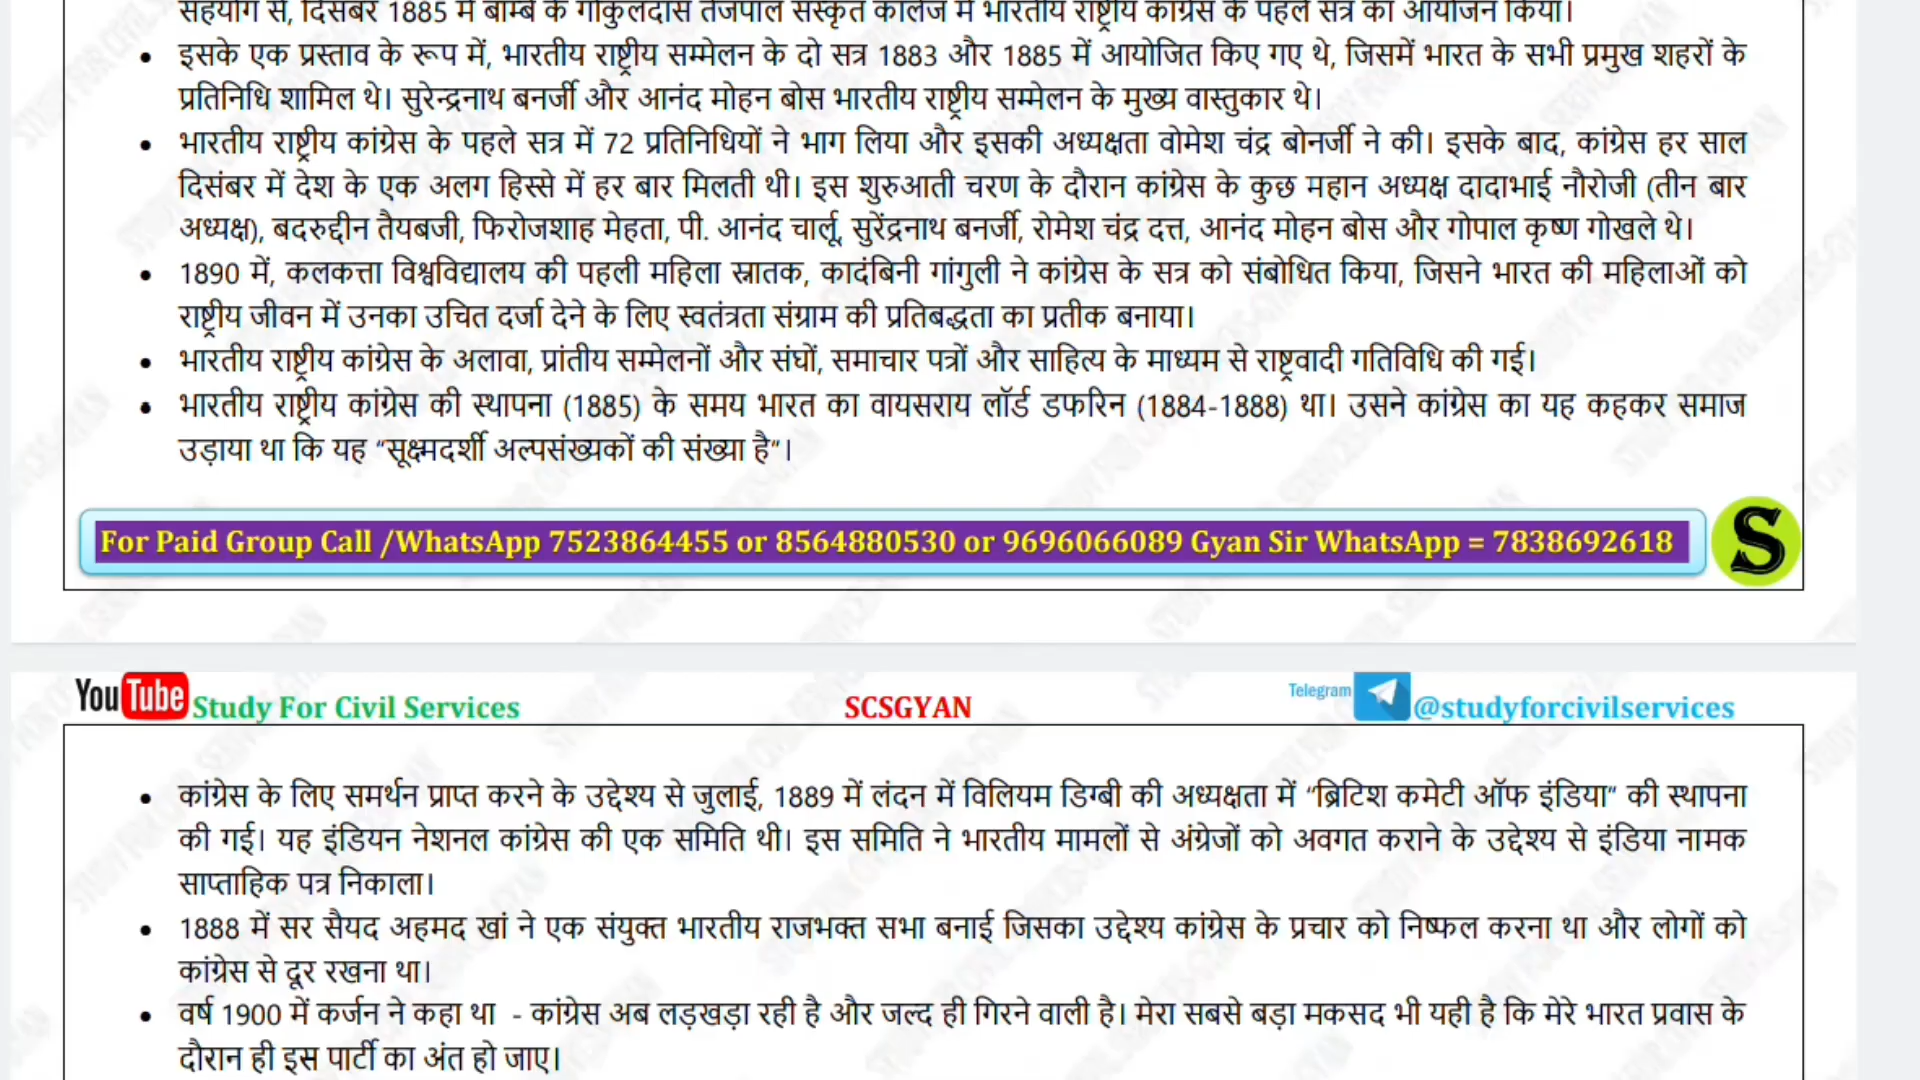 सहयोग से, दिसंबर 1885 में बॉम्बे के गोकुलदास तेजपाल संस्कृत कॉलेज में भारतीय राष्ट्रीय कांग्रेस के पहले सत्र का आयोजन किया।
• इसके एक प्रस्ताव के रूप में, भारतीय राष्ट्रीय सम्मेलन के दो सत्र 1883 और 1885 में आयोजित किए गए थे, जिसमें भारत के सभी प्रमुख शहरों के
प्रतिनिधि शामिल थे। सुरेन्द्रनाथ बनर्जी और आनंद मोहन बोस भारतीय राष्ट्रीय सम्मेलन के मुख्य वास्तुकार थे।
• भारतीय राष्ट्रीय कांग्रेस के पहले सत्र में 72 प्रतिनिधियों ने भाग लिया और इसकी अध्यक्षता वोमेश चंद्र बोनर्जी ने की। इसके बाद, कांग्रेस हर साल
दिसंबर में देश के एक अलग हिस्से में हर बार मिलती थी। इस शुरुआती चरण के दौरान कांग्रेस के कुछ महान अध्यक्ष दादाभाई नौरोजी (तीन बार
अध्यक्ष), बदरुद्दीन तैयबजी, फिरोजशाह मेहता, पी. आनंद चार्लू, सुरेंद्रनाथ बनर्जी, रोमेश चंद्र दत्त, आनंद मोहन बोस और गोपाल कृष्ण गोखले थे।
• 1890 में, कलकत्ता विश्वविद्यालय की पहली महिला स्नातक, कादंबिनी गांगुली ने कांग्रेस के सत्र को संबोधित किया, जिसने भारत की महिलाओं को
राष्ट्रीय जीवन में उनका उचित दर्जा देने के लिए स्वतंत्रता संग्राम की प्रतिबद्धता का प्रतीक बनाया।
• भारतीय राष्ट्रीय कांग्रेस के अलावा, प्रांतीय सम्मेलनों और संघों, समाचार पत्रों और साहित्य के माध्यम से राष्ट्रवादी गतिविधि की गई।
• भारतीय राष्ट्रीय कांग्रेस की स्थापना (1885) के समय भारत का वायसराय लॉर्ड डफरिन (1884-1888) था। उसने कांग्रेस का यह कहकर समाज
उड़ाया था कि यह “सूक्ष्मदर्शी अल्पसंख्यकों की संख्या है”।
For Paid Group Call /WhatsApp 7523864455 or 8564880530 or 9696066089 Gyan Sir WhatsApp = 7838692618
S
YouTube Study For Civil Services SCSGYAN Telegram @studyforcivilservices
• कांग्रेस के लिए समर्थन प्राप्त करने के उद्देश्य से जुलाई, 1889 में लंदन में विलियम डिग्बी की अध्यक्षता में “ब्रिटिश कमेटी ऑफ इंडिया” की स्थापना
की गई। यह इंडियन नेशनल कांग्रेस की एक समिति थी। इस समिति ने भारतीय मामलों से अंग्रेजों को अवगत कराने के उद्देश्य से इंडिया नामक
साप्ताहिक पत्र निकाला।
• 1888 में सर सैयद अहमद खां ने एक संयुक्त भारतीय राजभक्त सभा बनाई जिसका उद्देश्य कांग्रेस के प्रचार को निष्फल करना था और लोगों को
कांग्रेस से दूर रखना था।
• वर्ष 1900 में कर्जन ने कहा था - कांग्रेस अब लड़खड़ा रही है और जल्द ही गिरने वाली है। मेरा सबसे बड़ा मकसद भी यही है कि मेरे भारत प्रवास के
दौरान ही इस पार्टी का अंत हो जाए।